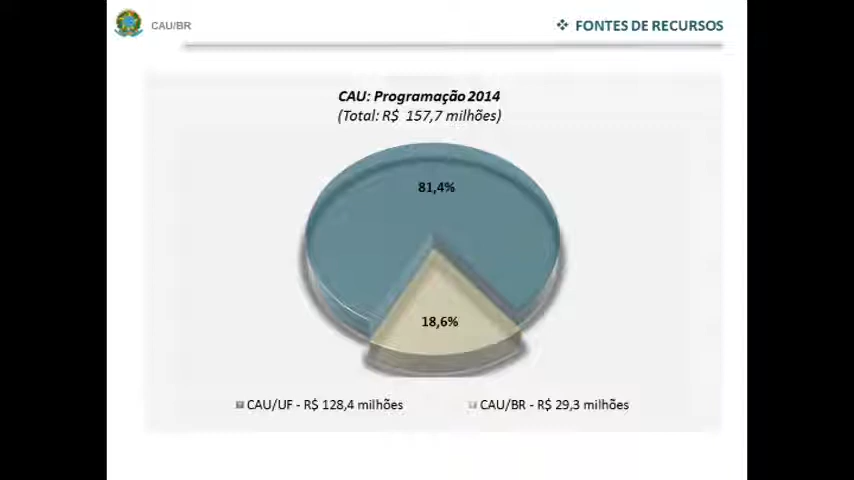 CAU/BR
❖ FONTES DE RECURSOS
CAU: Programação 2014
(Total: R$ 157,7 milhões)
81,4%
18,6%
CAU/UF - R$ 128,4 milhões
CAU/BR - R$ 29,3 milhões